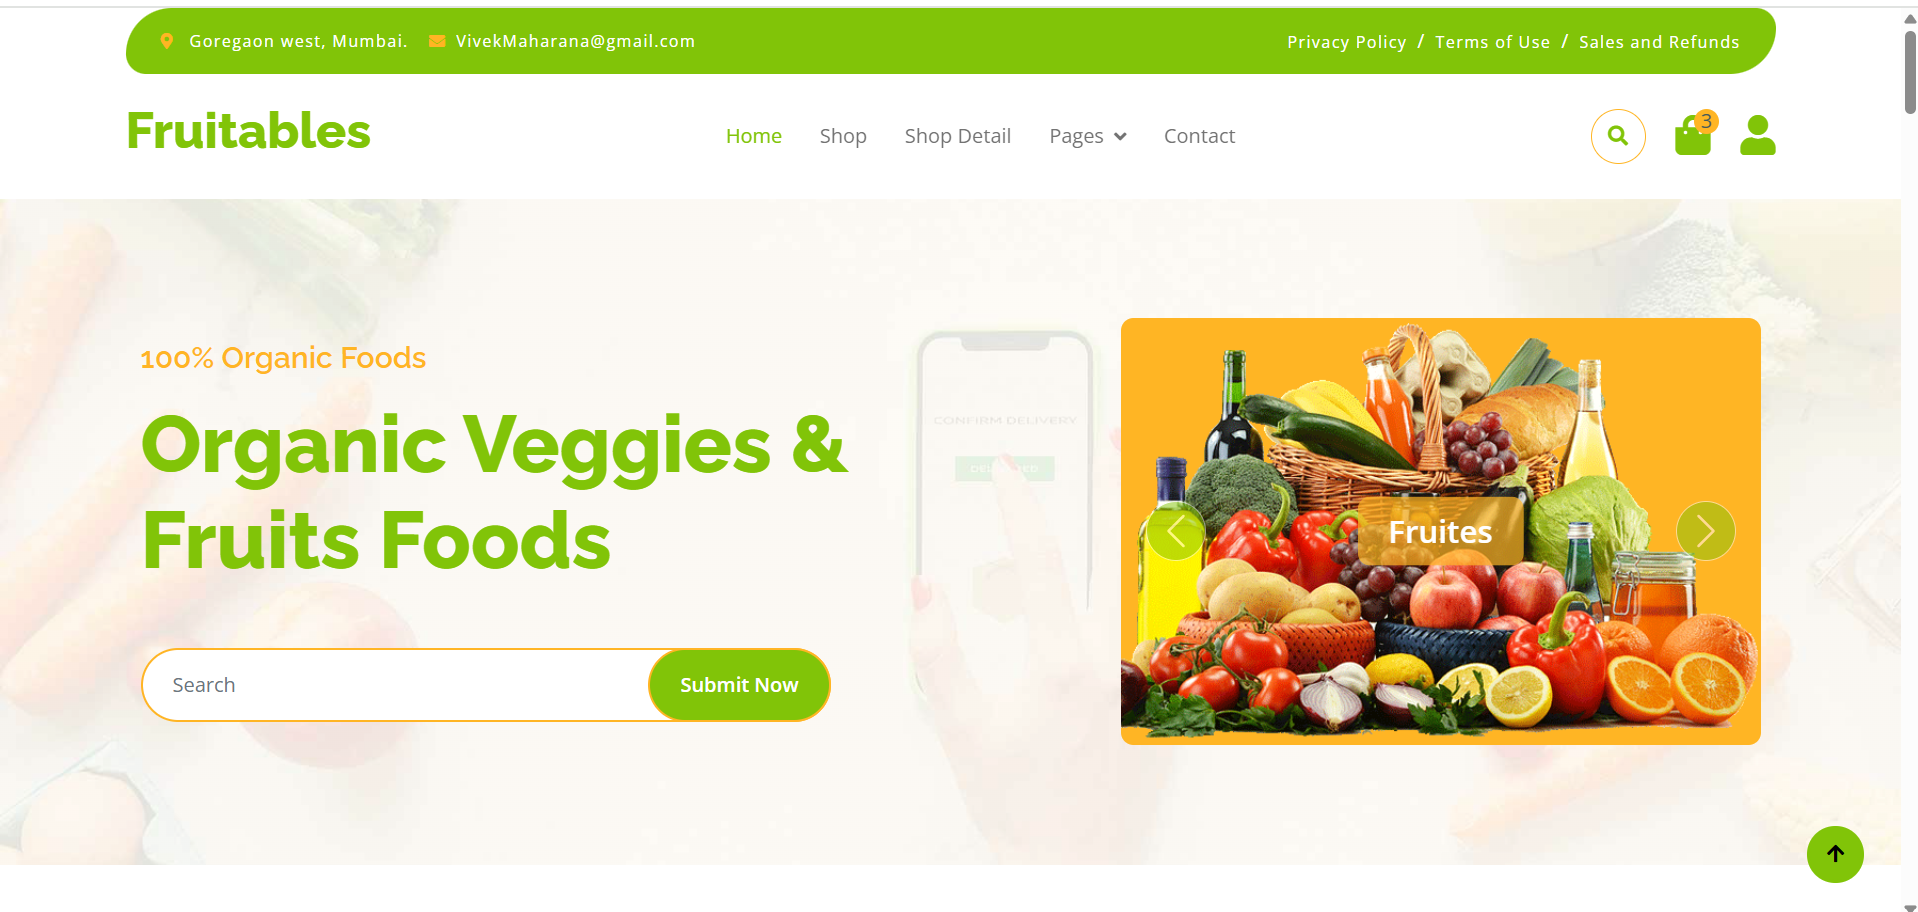 Goregaon west, Mumbai. VivekMaharana@gmail.com Privacy Policy / Terms of Use / Sales and Refunds
Fruitables Home Shop Shop Detail Pages Contact 3
100% Organic Foods
Organic Veggies &
Fruits Foods
Search Submit Now
CONFIRM DELIVERY
Fruites